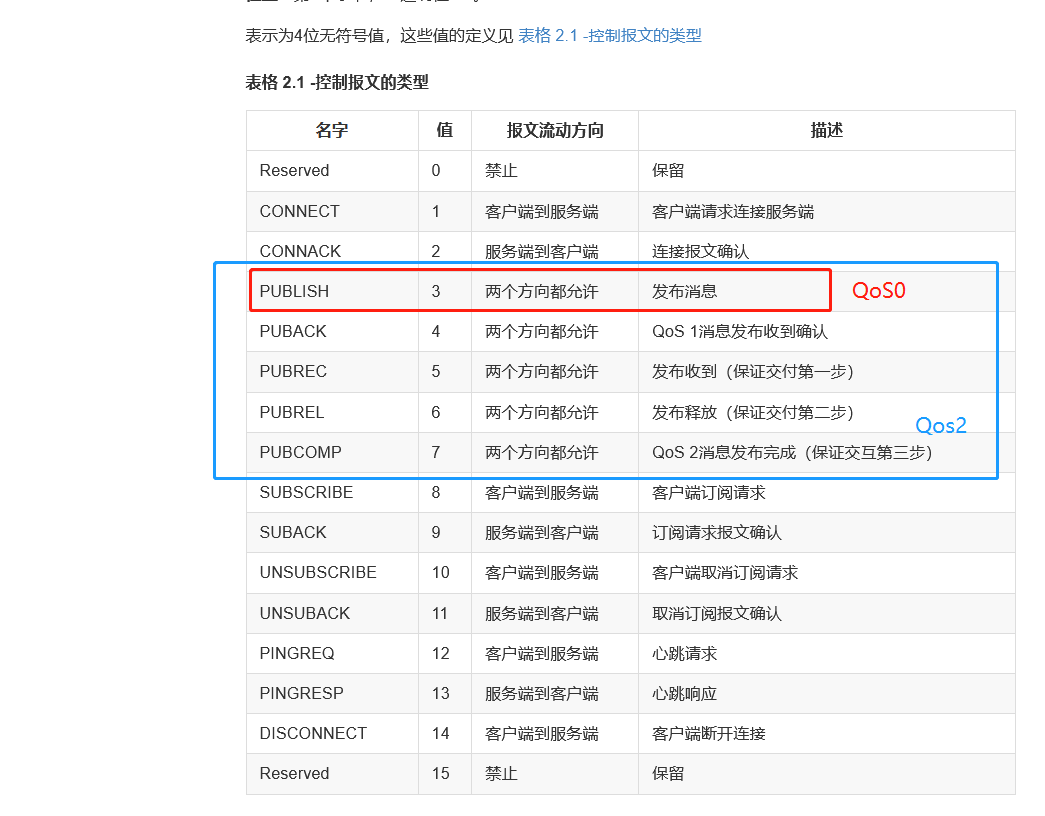 表示为4位无符号值，这些值的定义见 表格 2.1 -控制报文的类型
表格 2.1 -控制报文的类型
名字 值 报文流动方向 描述
Reserved 0 禁止 保留
CONNECT 1 客户端到服务端 客户端请求连接服务端
CONNACK 2 服务端到客户端 连接报文确认
PUBLISH 3 两个方向都允许 发布消息 QoS0
PUBACK 4 两个方向都允许 QoS 1消息发布收到确认
PUBREC 5 两个方向都允许 发布收到（保证交付第一步）
PUBREL 6 两个方向都允许 发布释放（保证交付第二步）
Qos2
PUBCOMP 7 两个方向都允许 QoS 2消息发布完成（保证交互第三步）
SUBSCRIBE 8 客户端到服务端 客户端订阅请求
SUBACK 9 服务端到客户端 订阅请求报文确认
UNSUBSCRIBE 10 客户端到服务端 客户端取消订阅请求
UNSUBACK 11 服务端到客户端 取消订阅报文确认
PINGREQ 12 客户端到服务端 心跳请求
PINGRESP 13 服务端到客户端 心跳响应
DISCONNECT 14 客户端到服务端 客户端断开连接
Reserved 15 禁止 保留